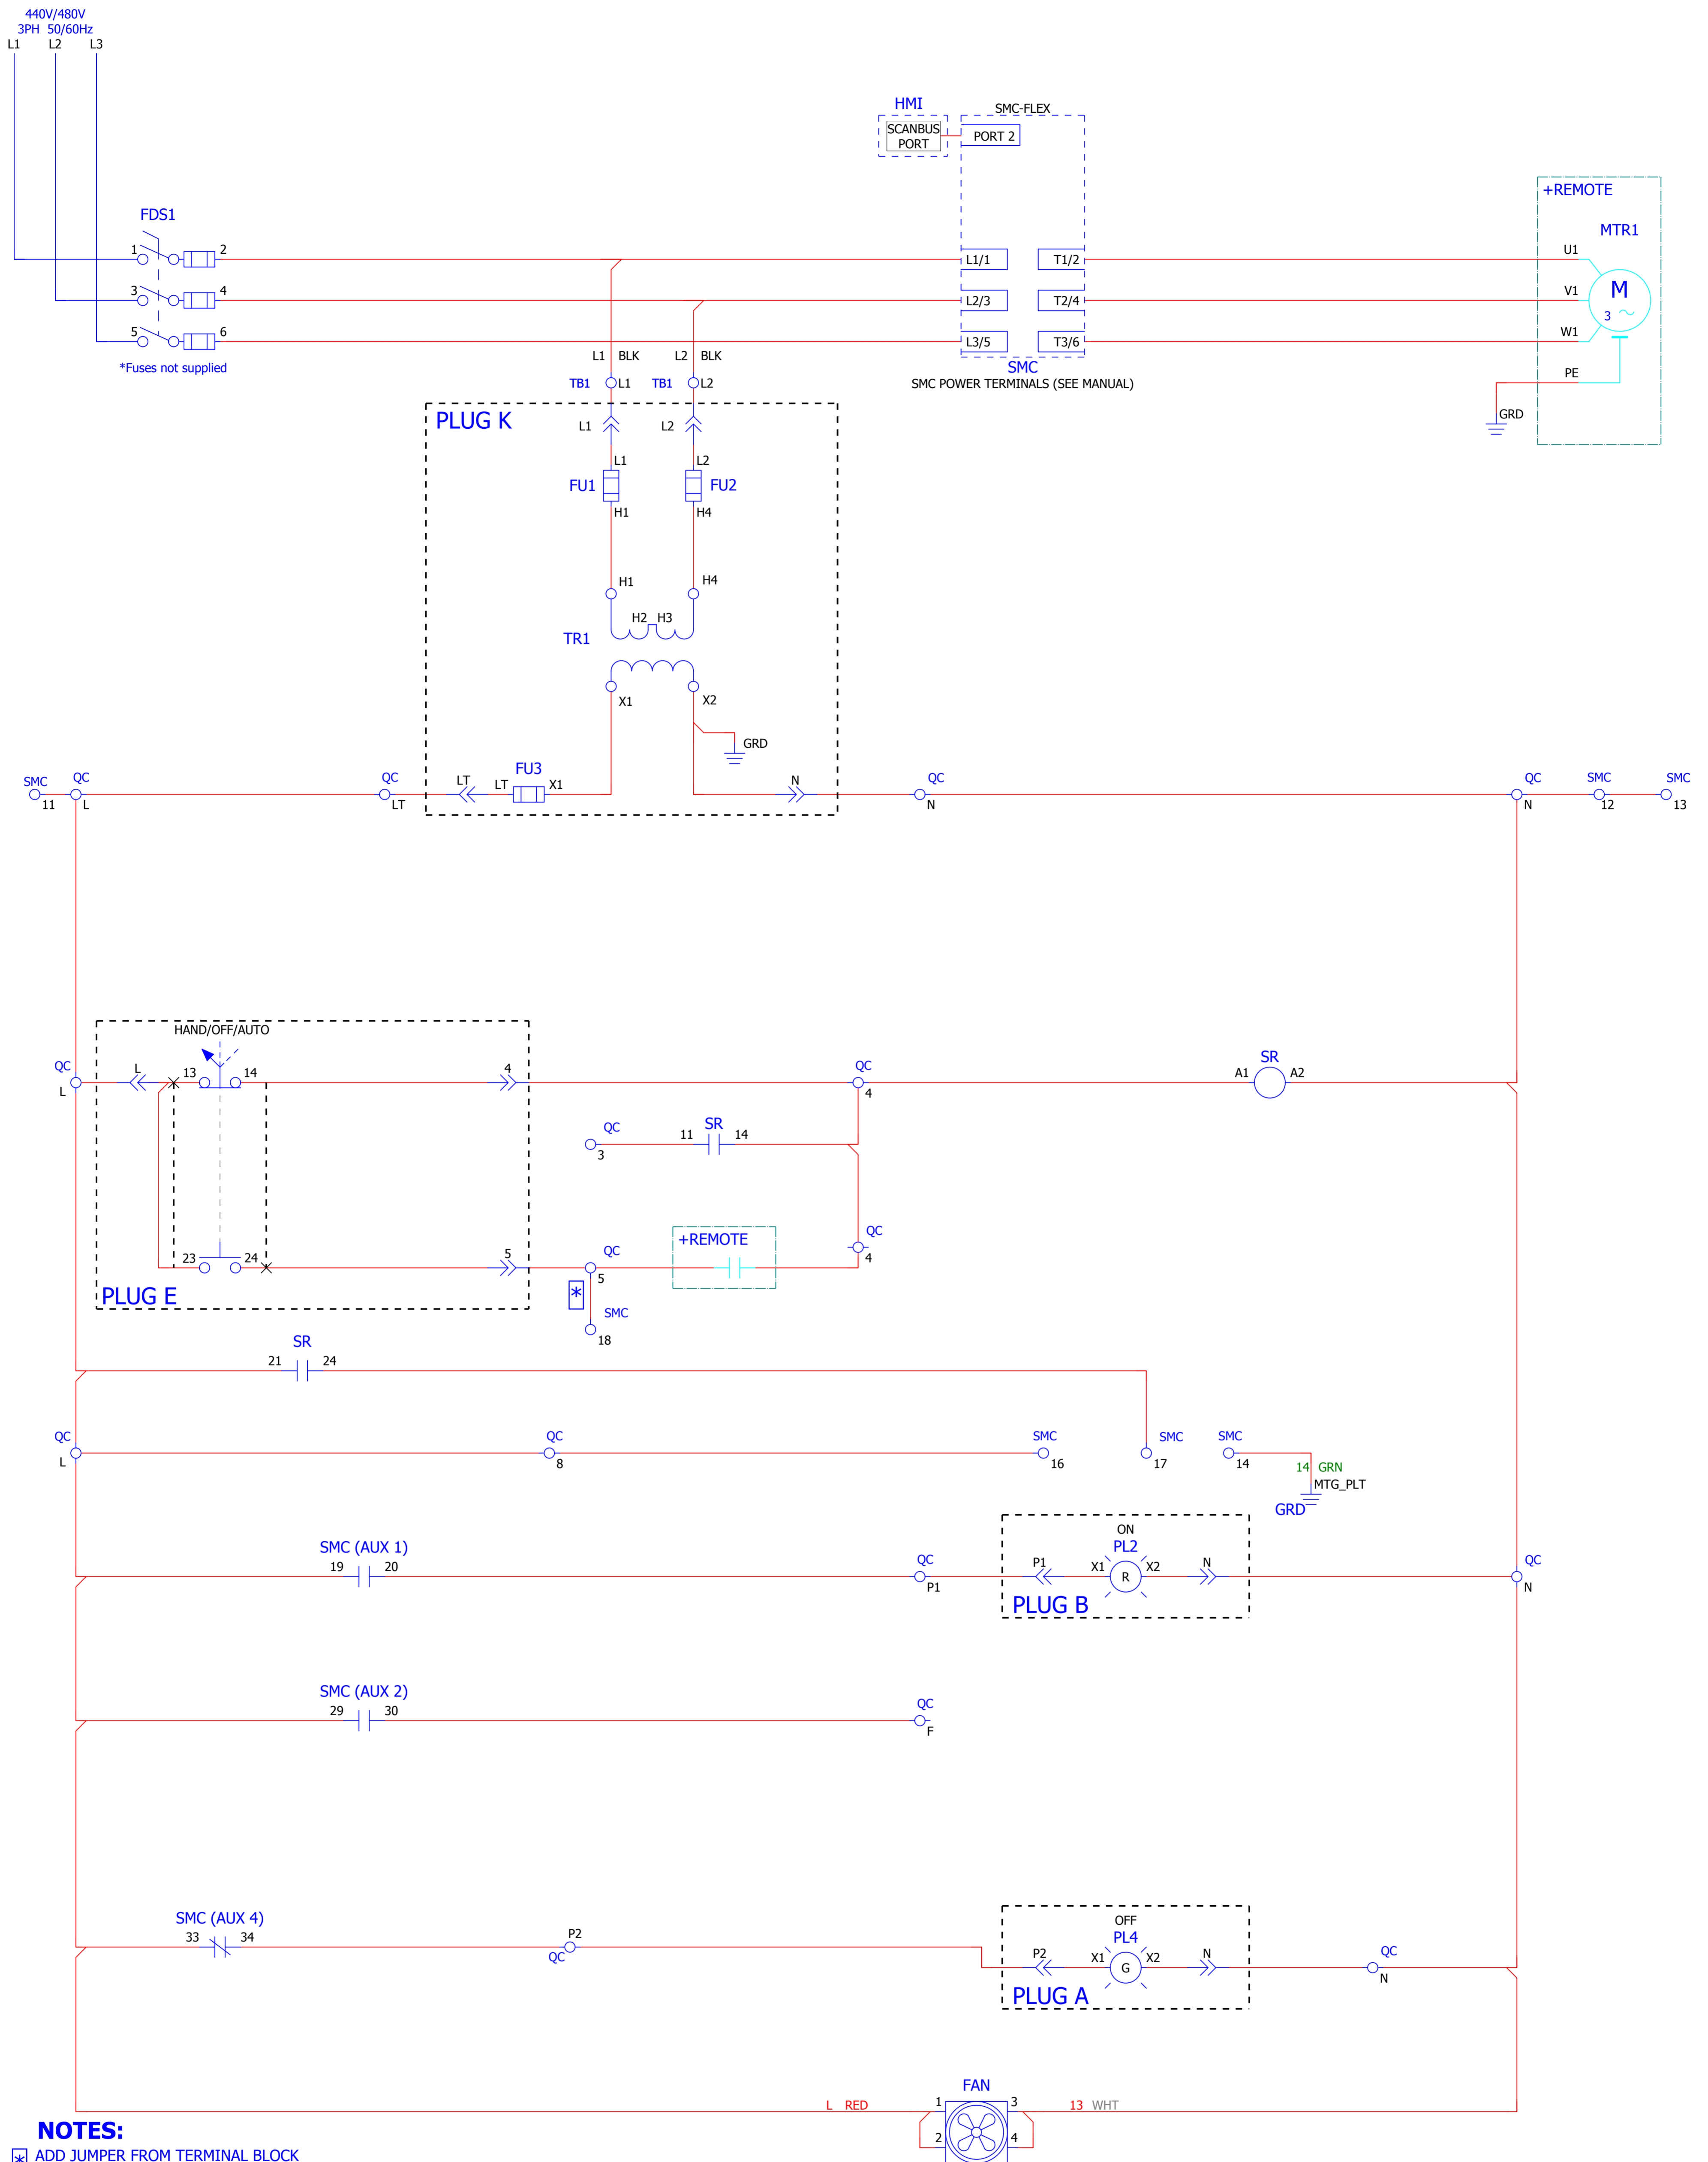 440V/480V
3PH 50/60Hz
L1 L2 L3
HMI
SCANBUS
PORT
SMC-FLEX
PORT 2
+REMOTE
MTR1
FDS1
1 2
3 4
5 6
*Fuses not supplied
L1/1 T1/2
L2/3 T2/4
L3/5 T3/6
SMC
SMC POWER TERMINALS (SEE MANUAL)
U1
V1
W1
PE
M
3
GRD
L1 BLK L2 BLK
TB1 L1 TB1 L2
PLUG K
L1 L2
L1 L2
FU1 FU2
H1 H4
H1 H4
H2 H3
TR1
X1 X2
GRD
SMC
11
QC
L
QC
LT
LT
LT
FU3
X1
N
QC
N
QC
N
SMC
12
SMC
13
HAND/OFF/AUTO
QC
L
L
13 14
4
QC
4
SR
A1 A2
QC
3
SR
11 14
23 24
5
QC
5
+REMOTE
QC
4
PLUG E
*
SMC
18
SR
21 24
QC
L
QC
8
SMC
16
SMC
17
SMC
14
14 GRN
MTG_PLT
GRD
SMC (AUX 1)
19 20
QC
P1
ON
PL2
P1
X1 R X2
N
PLUG B
QC
N
SMC (AUX 2)
29 30
QC
F
SMC (AUX 4)
33 34
P2
QC
OFF
PL4
P2
X1 G X2
N
PLUG A
QC
N
FAN
L RED
1 3
13 WHT
2 4
NOTES:
* ADD JUMPER FROM TERMINAL BLOCK